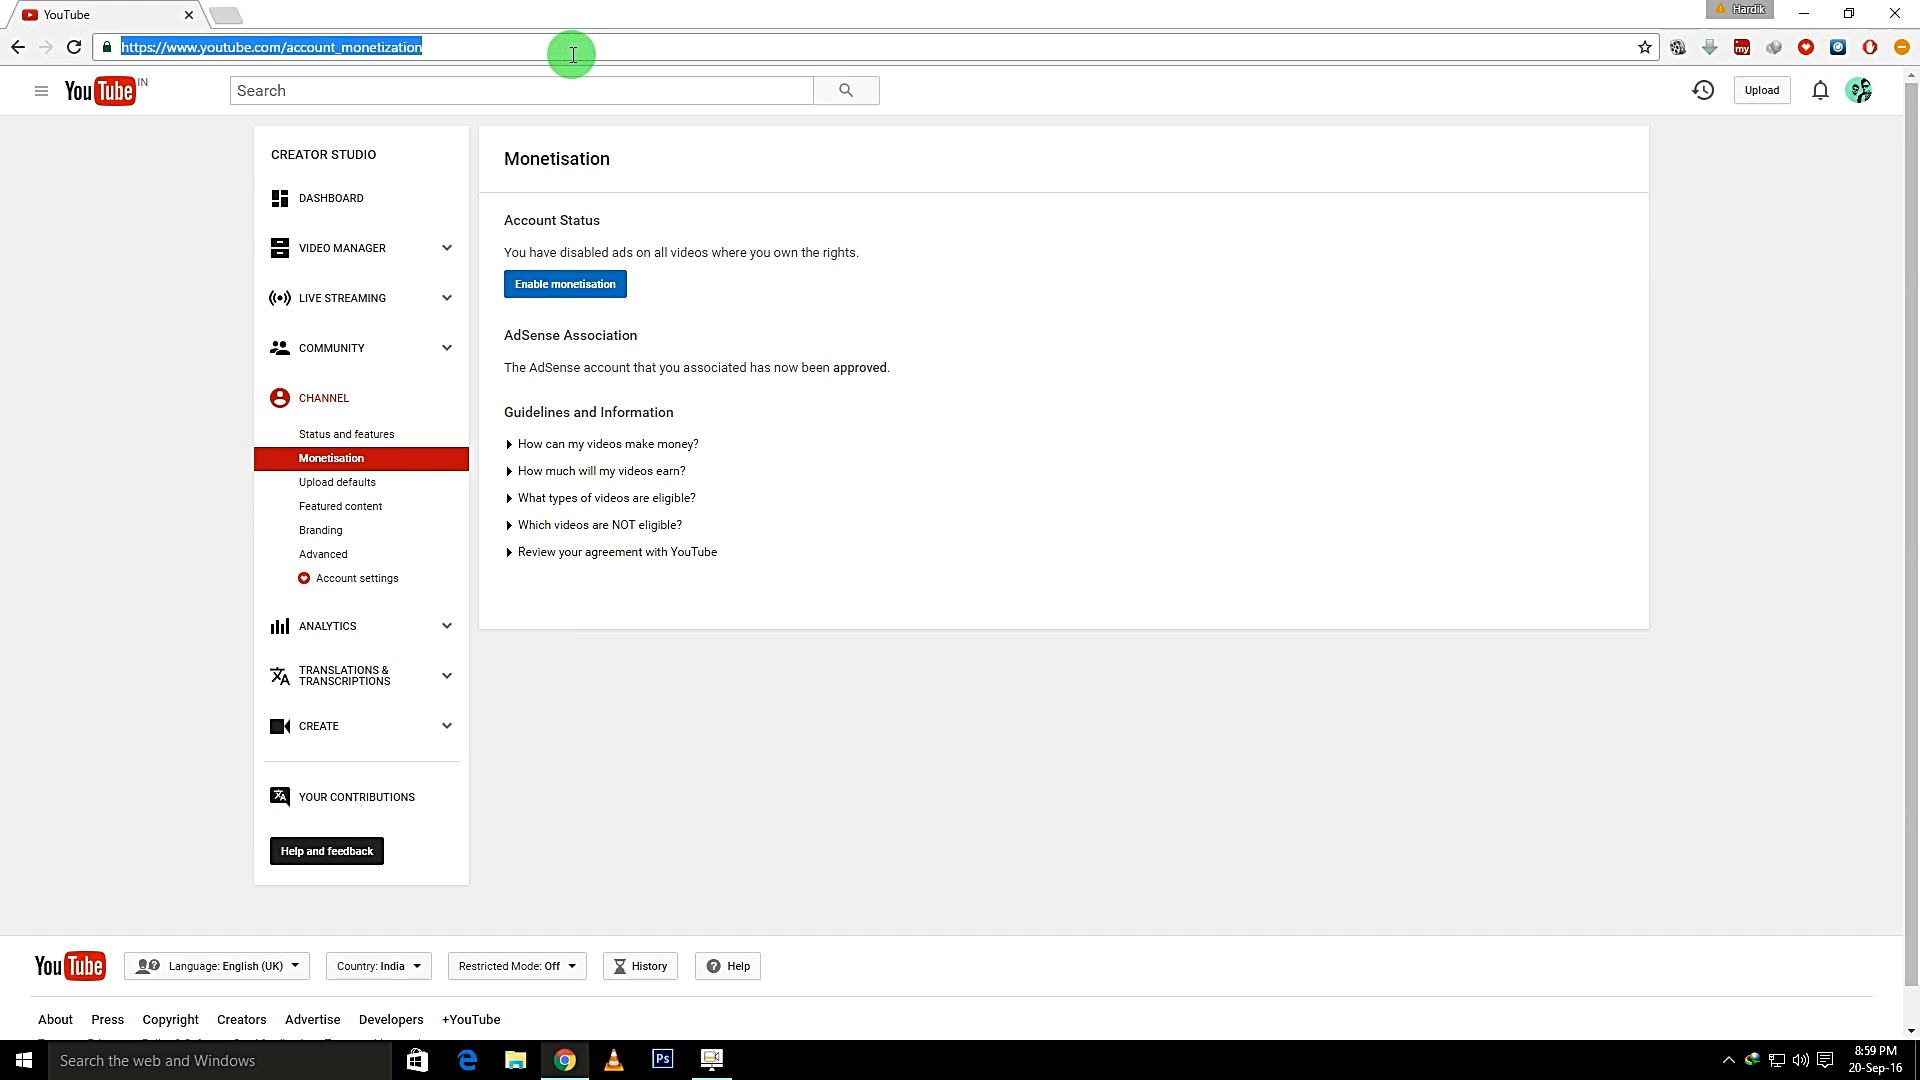 YouTube
Hardik
https://www.youtube.com/account_monetization
my
YouTube IN
Search
Upload
CREATOR STUDIO
DASHBOARD
VIDEO MANAGER
LIVE STREAMING
COMMUNITY
CHANNEL
Status and features
Monetisation
Upload defaults
Featured content
Branding
Advanced
Account settings
ANALYTICS
TRANSLATIONS &
TRANSCRIPTIONS
CREATE
YOUR CONTRIBUTIONS
Help and feedback
Monetisation
Account Status
You have disabled ads on all videos where you own the rights.
Enable monetisation
AdSense Association
The AdSense account that you associated has now been approved.
Guidelines and Information
How can my videos make money?
How much will my videos earn?
What types of videos are eligible?
Which videos are NOT eligible?
Review your agreement with YouTube
YouTube
Language: English (UK)
Country: India
Restricted Mode: Off
History
Help
About Press Copyright Creators Advertise Developers +YouTube
Search the web and Windows
Ps
8:59 PM
20-Sep-16